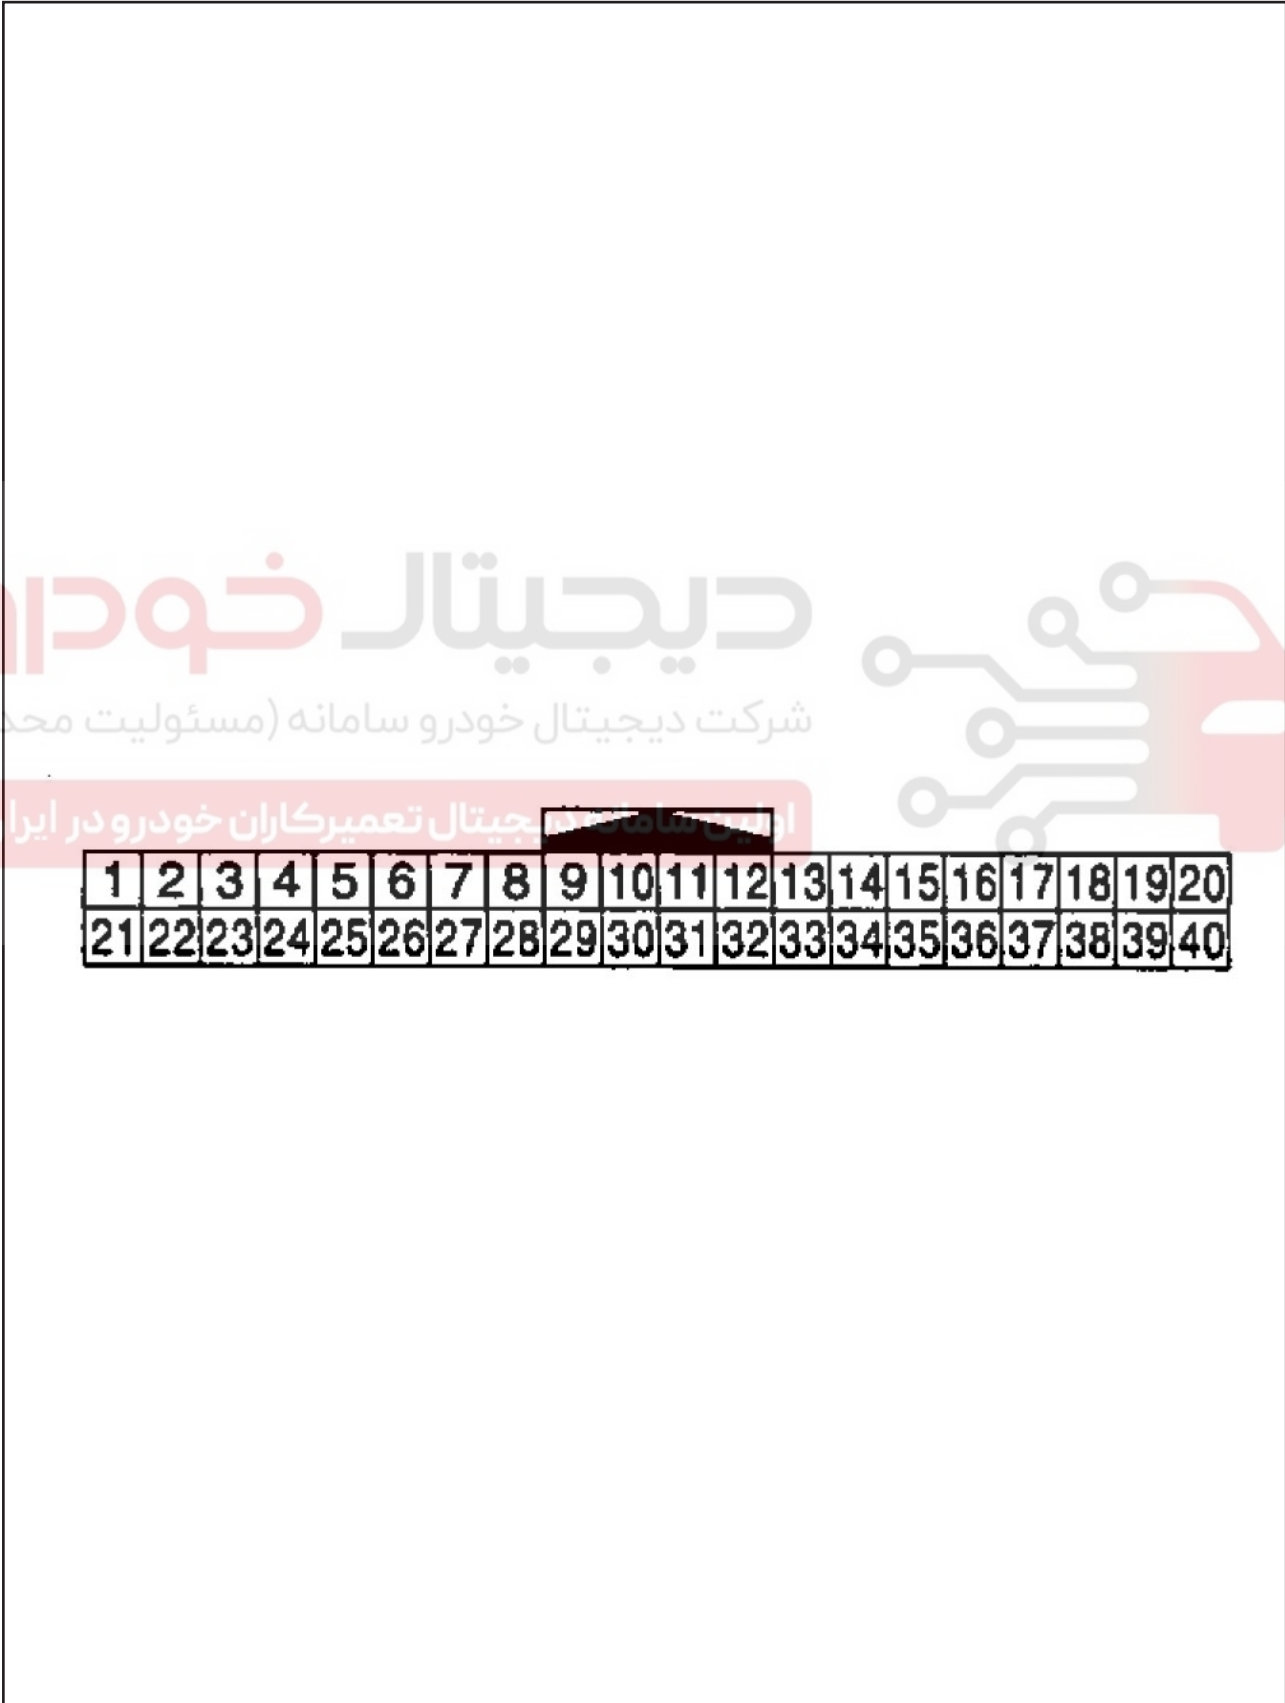 دیجیتال خودر
شرکت دیجیتال خودرو سامانه (مسئولیت محد
اولین سامانه دیجیتال تعمیرکاران خودرو در ایرا
1 2 3 4 5 6 7 8 9 10 11 12 13 14 15 16 17 18 19 20
21 22 23 24 25 26 27 28 29 30 31 32 33 34 35 36 37 38 39 40